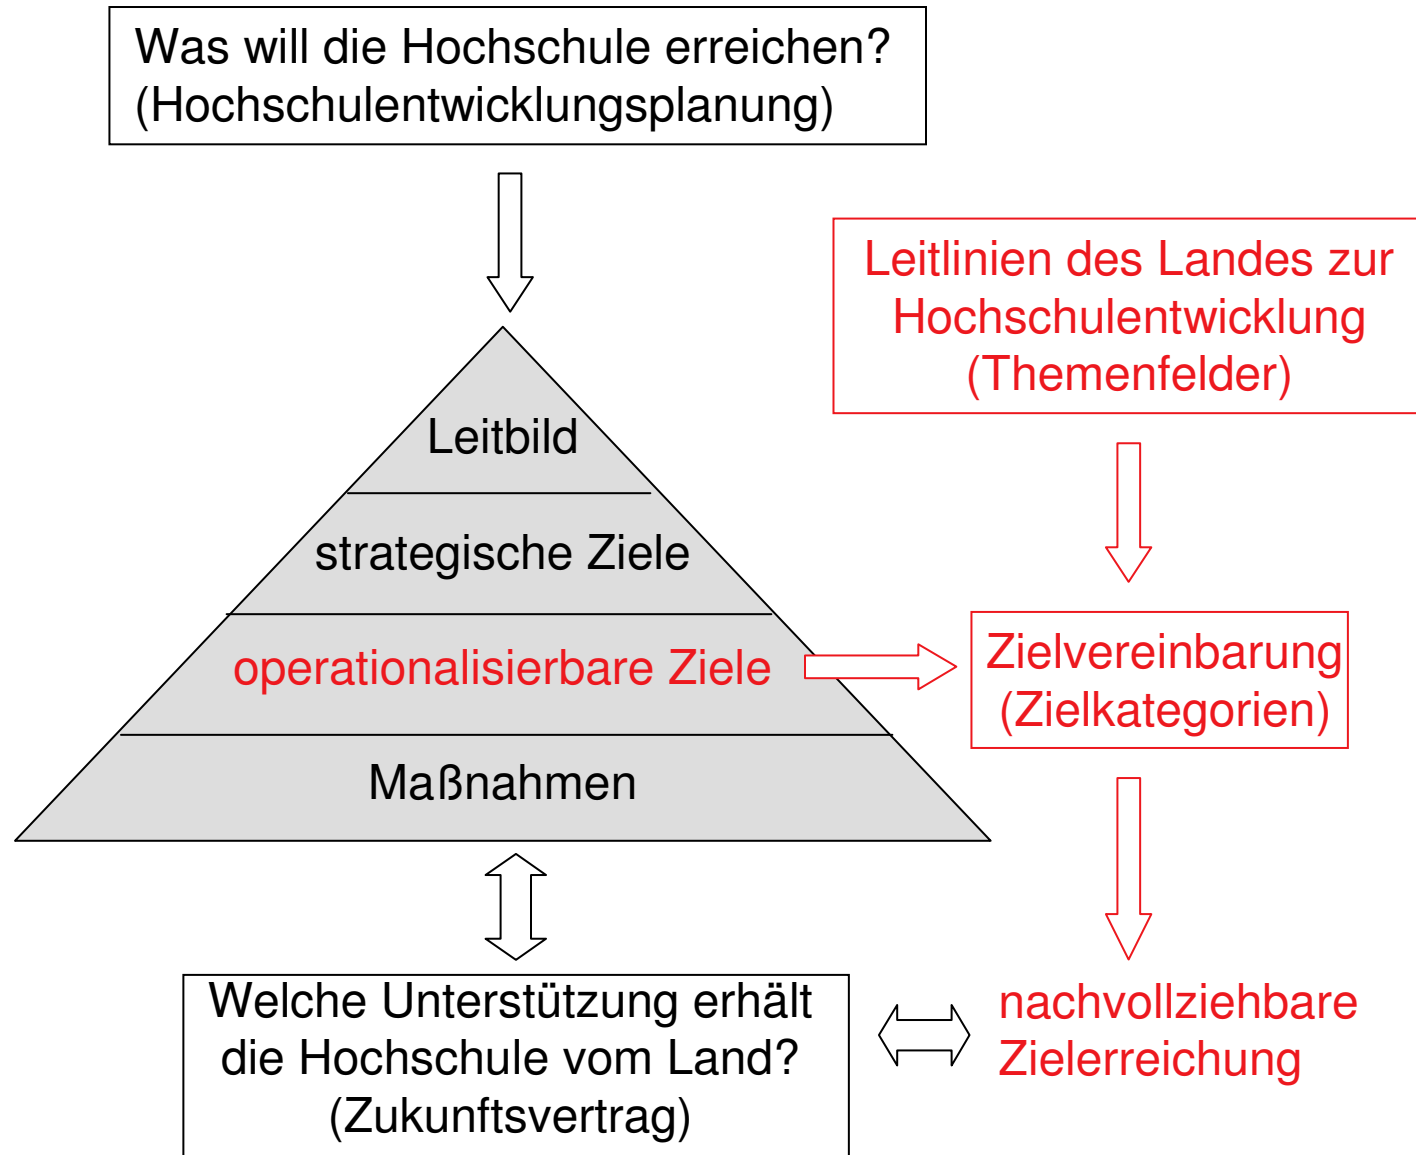 Was will die Hochschule erreichen?
(Hochschulentwicklungsplanung)
Leitlinien des Landes zur
Hochschulentwicklung
(Themenfelder)
Leitbild
strategische Ziele
operationalisierbare Ziele
Maßnahmen
Zielvereinbarung
(Zielkategorien)
Welche Unterstützung erhält
die Hochschule vom Land?
(Zukunftsvertrag)
nachvollziehbare
Zielerreichung